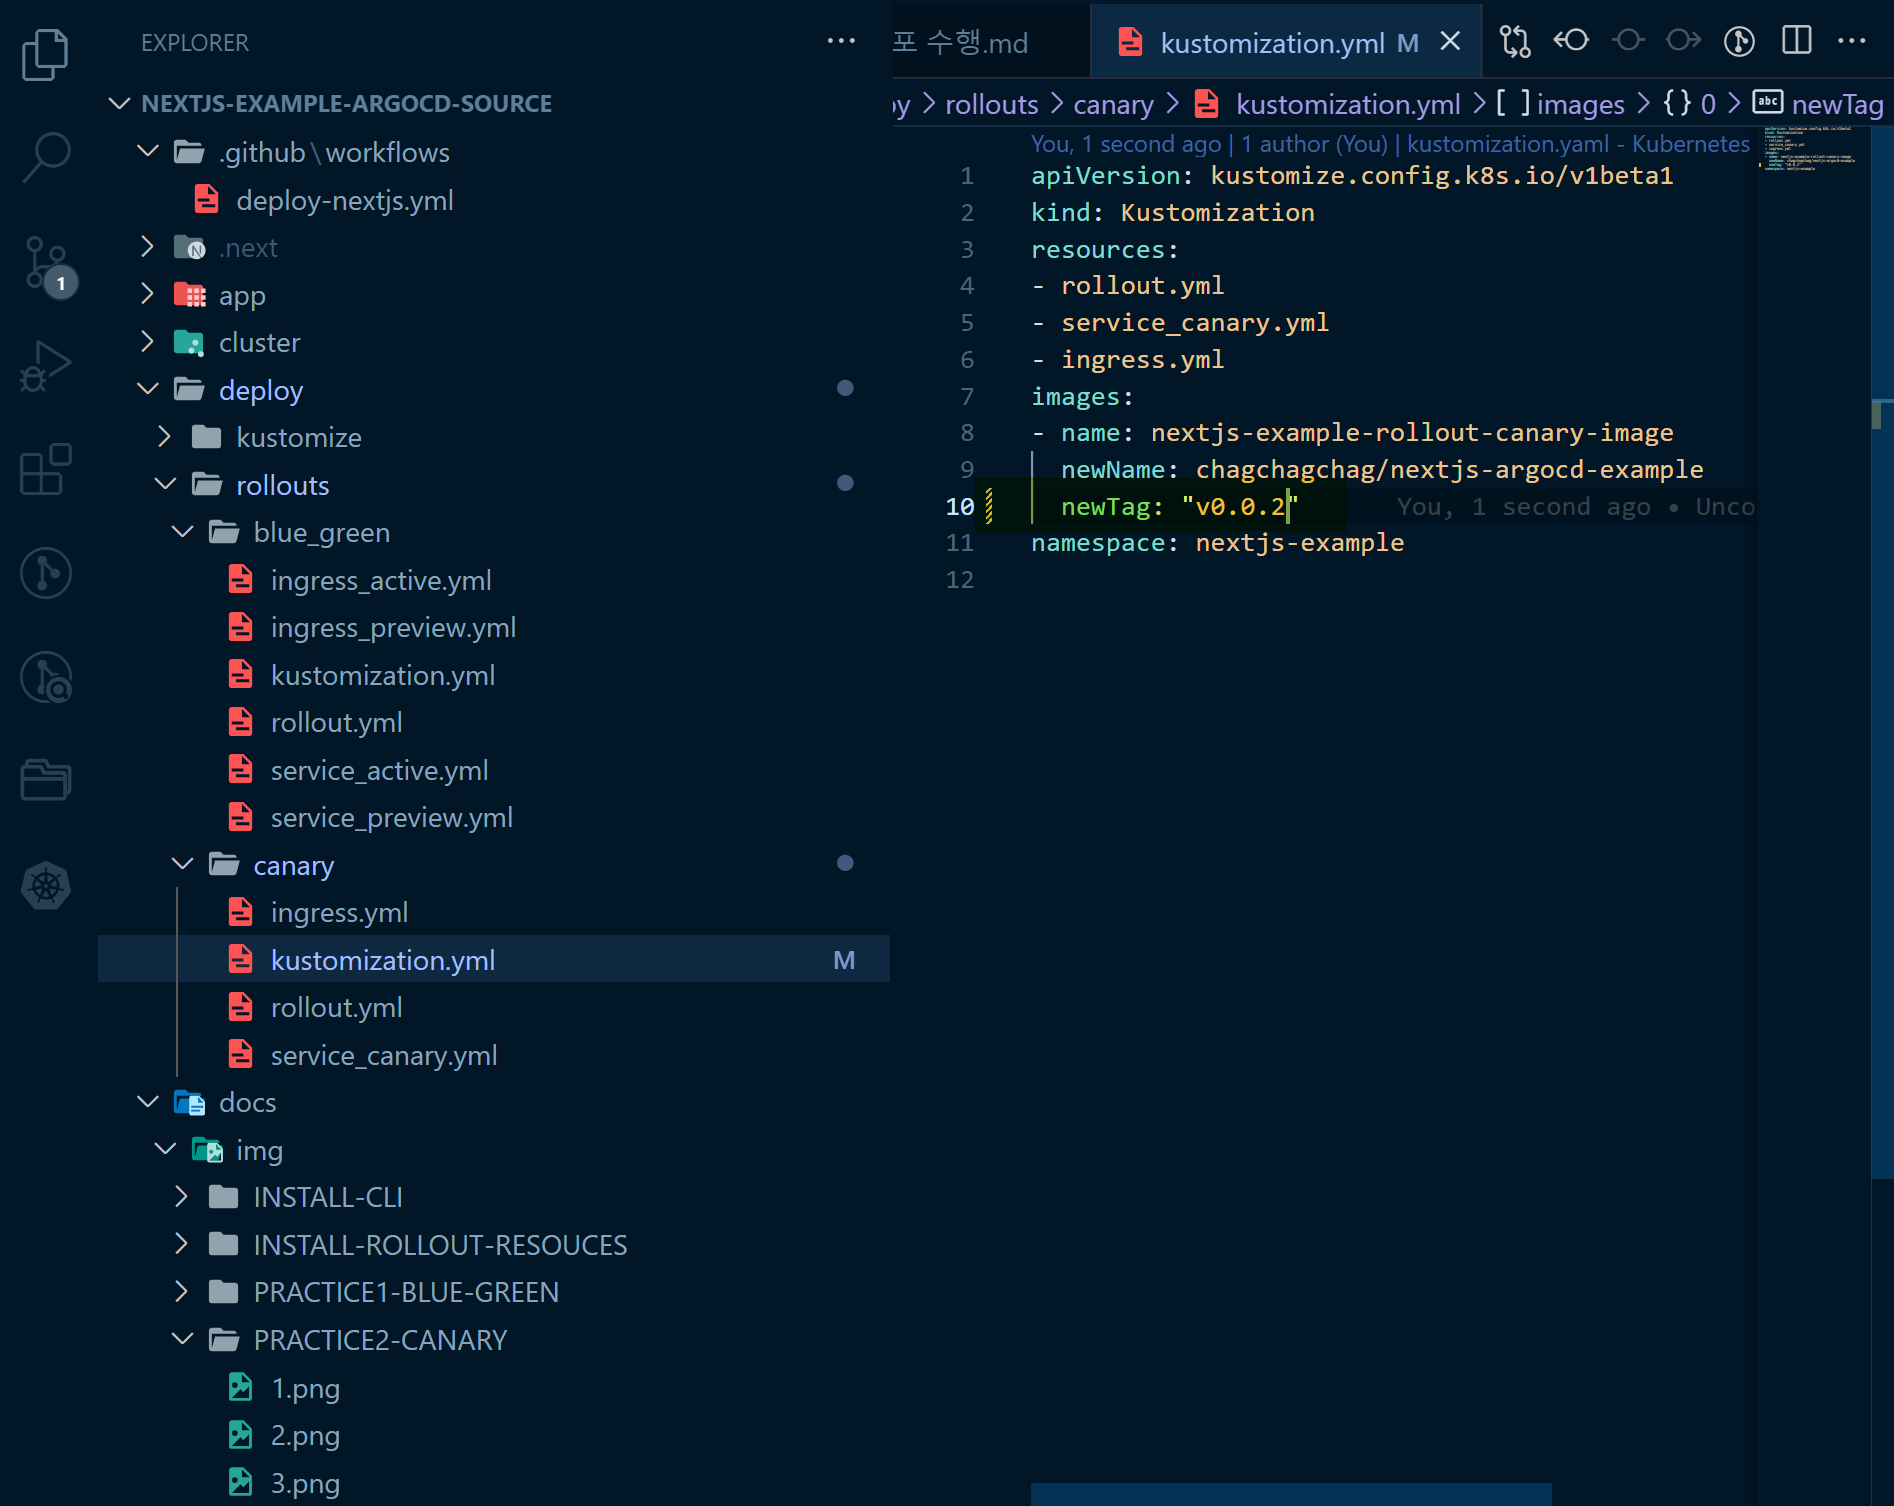 EXPLORER
NEXTJS-EXAMPLE-ARGOCD-SOURCE
.github\workflows
deploy-nextjs.yml
.next
app
cluster
deploy
kustomize
rollouts
blue_green
ingress_active.yml
ingress_preview.yml
kustomization.yml
rollout.yml
service_active.yml
service_preview.yml
canary
ingress.yml
kustomization.yml M
rollout.yml
service_canary.yml
docs
img
INSTALL-CLI
INSTALL-ROLLOUT-RESOUCES
PRACTICE1-BLUE-GREEN
PRACTICE2-CANARY
1.png
2.png
3.png
1
포 수행.md
kustomization.yml M
oy > rollouts > canary > kustomization.yml > [ ] images > {} 0 > abc newTag
You, 1 second ago | 1 author (You) | kustomization.yaml - Kubernetes
1 apiVersion: kustomize.config.k8s.io/v1beta1
2 kind: Kustomization
3 resources:
4 - rollout.yml
5 - service_canary.yml
6 - ingress.yml
7 images:
8 - name: nextjs-example-rollout-canary-image
9 newName: chagchagchag/nextjs-argocd-example
10 newTag: "v0.0.2" You, 1 second ago • Unco
11 namespace: nextjs-example
12